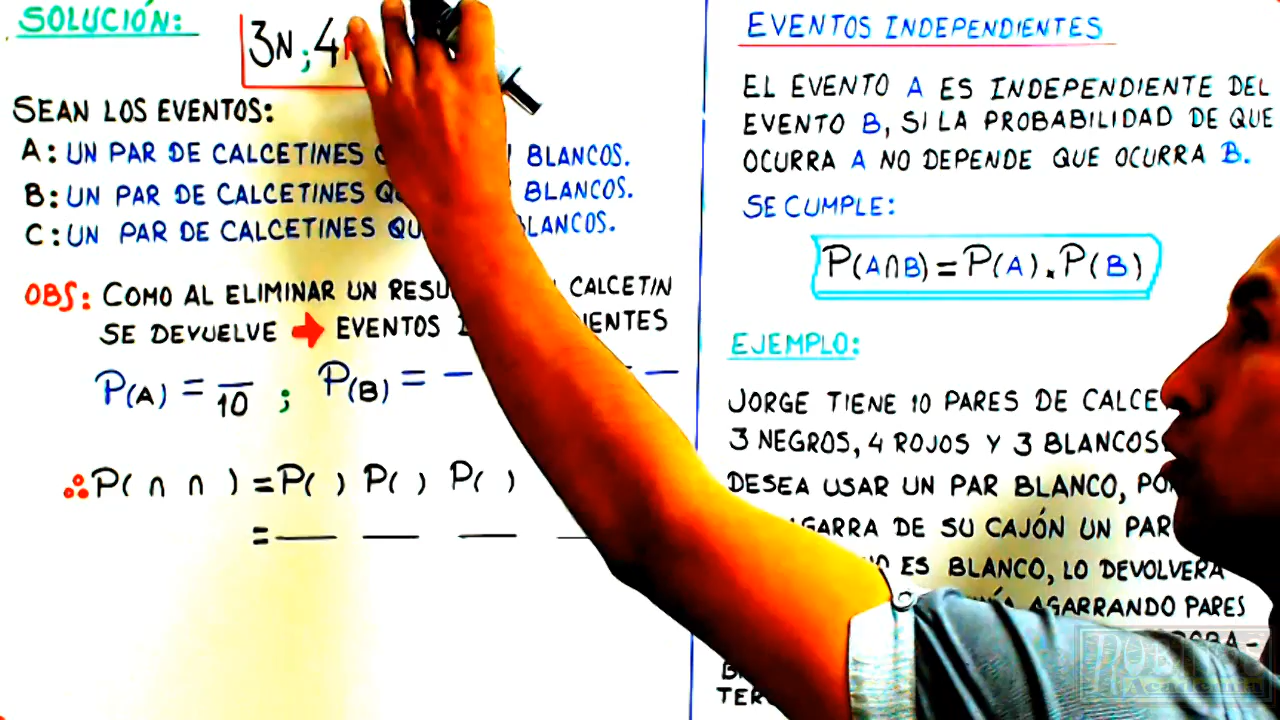 SOLUCIÓN:
3N ; 4
SEAN LOS EVENTOS:
A: UN PAR DE CALCETINES BLANCOS.
B: UN PAR DE CALCETINES BLANCOS.
C: UN PAR DE CALCETINES BLANCOS.
OBS: COMO AL ELIMINAR UN CALCETIN
SE DEVUELVE ➡ EVENTOS
P(A) = — 10 ; P(B) = —
∴ P( ∩ ∩ ) = P( ) P( ) P( )
= — — — —
EVENTOS INDEPENDIENTES
EL EVENTO A ES INDEPENDIENTE DEL
EVENTO B, SI LA PROBABILIDAD DE QUE
OCURRA A NO DEPENDE QUE OCURRA B.
SE CUMPLE:
P(A∩B) = P(A) . P(B)
EJEMPLO:
JORGE TIENE 10 PARES DE
3 NEGROS, 4 ROJOS Y 3 BLANCOS.
DESEA USAR UN PAR BLANCO,
DE SU CAJÓN UN PAR
ES BLANCO, LO DEVOLVERÁ
AGARRANDO PARES
Academia